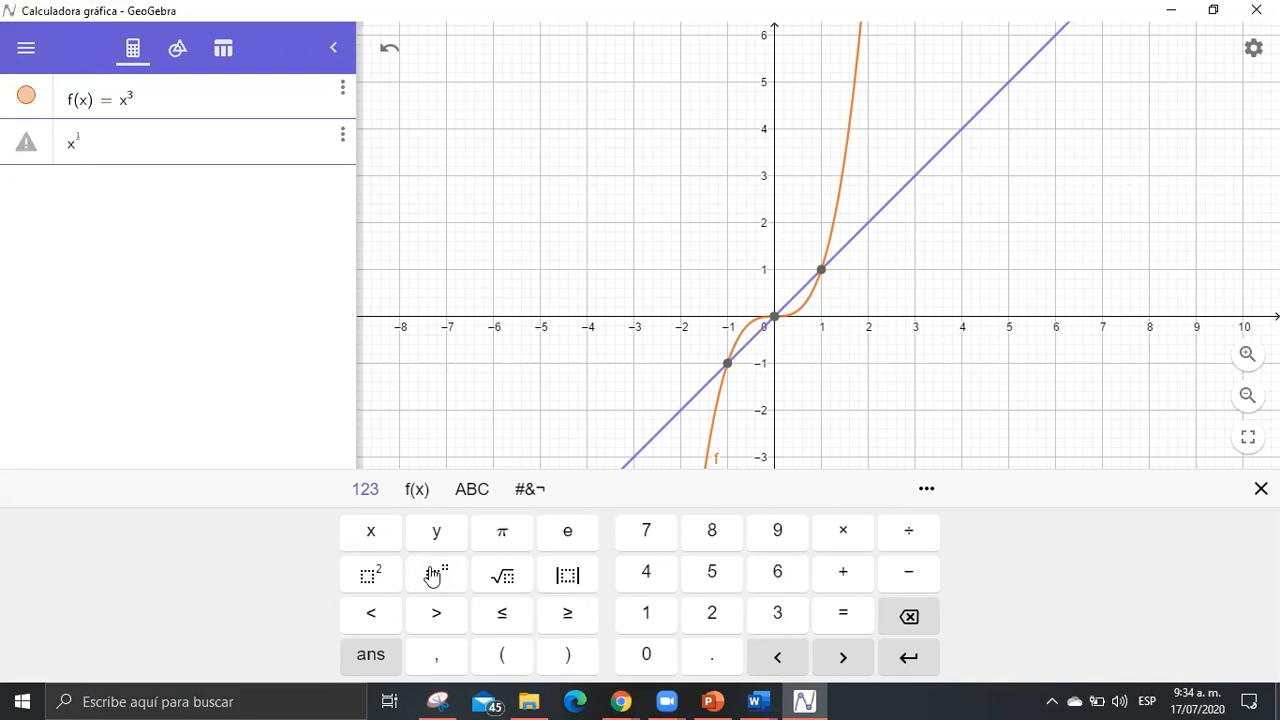 Calculadora gráfica - GeoGebra
f(x) = x³
x¹
6
5
4
3
2
1
−8 −7 −6 −5 −4 −3 −2 −1 0 1 2 3 4 5 6 7 8 9 10
−1
−2
−3
f
123 f(x) ABC #&¬ •••
x y π e 7 8 9 × ÷
² √ | | 4 5 6 + −
< > ≤ ≥ 1 2 3 =
ans , ( ) 0 . < >
Escribe aquí para buscar
45
ESP
9:34 a. m.
17/07/2020